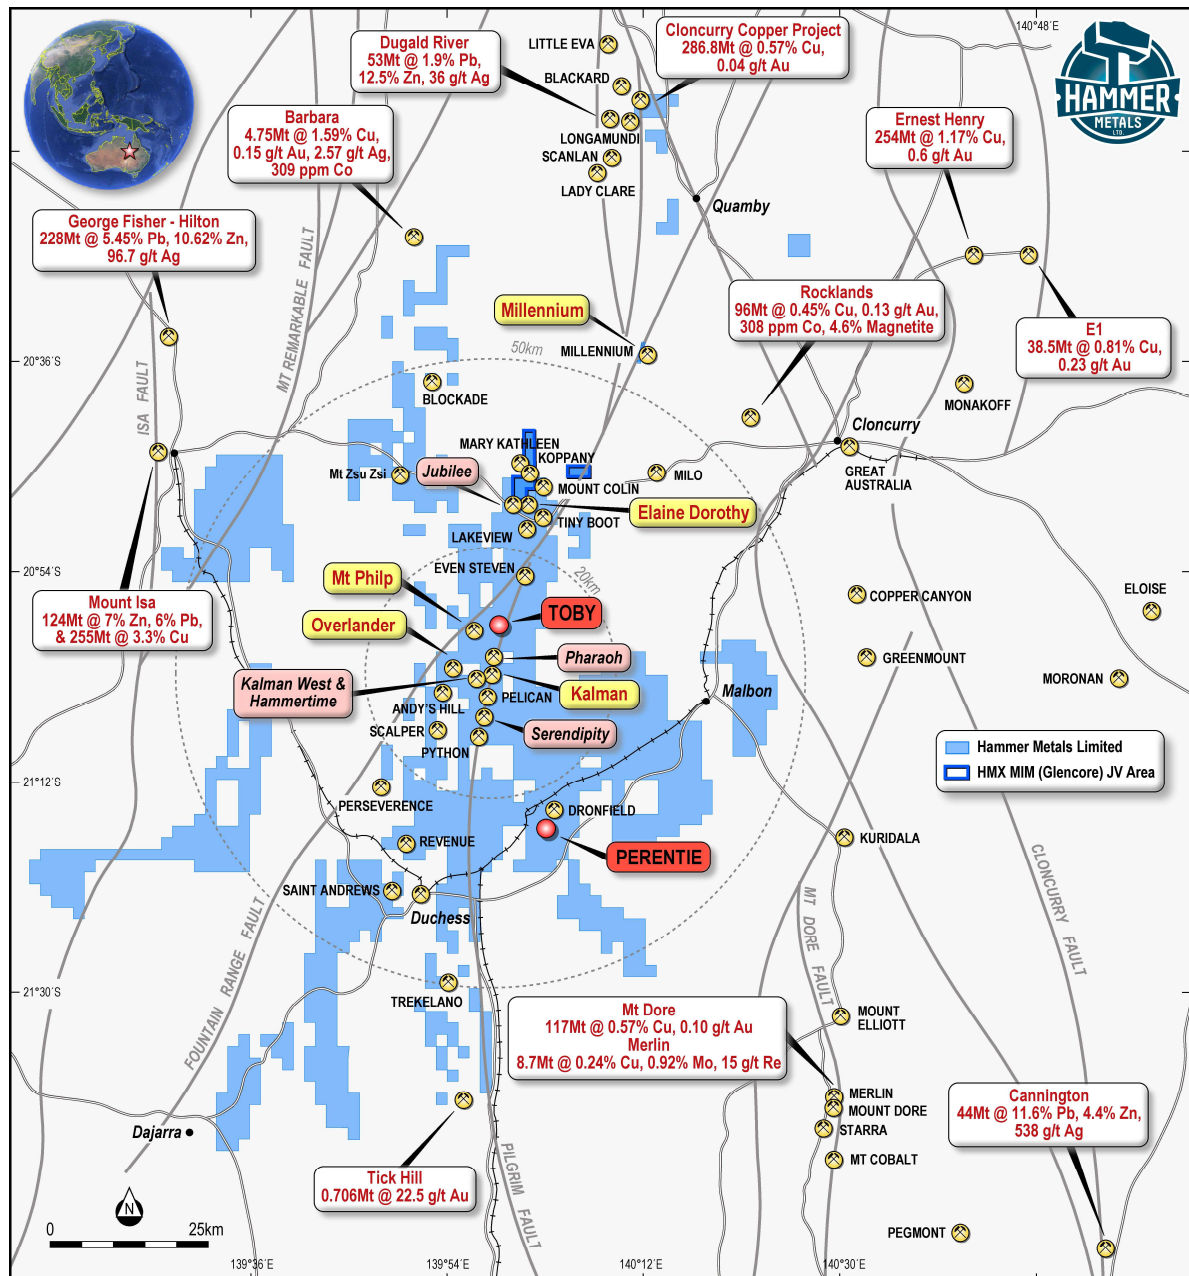 140°48´E
HAMMER
METALS
LTD.
LITTLE EVA
Cloncurry Copper Project
286.8Mt @ 0.57% Cu,
0.04 g/t Au
Dugald River
53Mt @ 1.9% Pb,
12.5% Zn, 36 g/t Ag
BLACKARD
Barbara
4.75Mt @ 1.59% Cu,
0.15 g/t Au, 2.57 g/t Ag,
309 ppm Co
Ernest Henry
254Mt @ 1.17% Cu,
0.6 g/t Au
LONGAMUNDI
SCANLAN
LADY CLARE
Quamby
George Fisher - Hilton
228Mt @ 5.45% Pb, 10.62% Zn,
96.7 g/t Ag
MT REMARKABLE FAULT
Rocklands
96Mt @ 0.45% Cu, 0.13 g/t Au,
308 ppm Co, 4.6% Magnetite
Millennium
MILLENNIUM
50km
E1
38.5Mt @ 0.81% Cu,
0.23 g/t Au
20°36´S
ISA FAULT
BLOCKADE
MONAKOFF
Cloncurry
MARY KATHLEEN
KOPPANY
Mt Zsu Zsi
Jubilee
MOUNT COLIN
MILO
GREAT
AUSTRALIA
Elaine Dorothy
TINY BOOT
LAKEVIEW
20°54´S
EVEN STEVEN
20km
Mt Philp
Mount Isa
124Mt @ 7% Zn, 6% Pb,
& 255Mt @ 3.3% Cu
COPPER CANYON
ELOISE
TOBY
Overlander
Pharaoh
GREENMOUNT
MORONAN
Kalman West &
Hammertime
Kalman
PELICAN
Malbon
ANDY'S HILL
SCALPER
Serendipity
PYTHON
Hammer Metals Limited
HMX MIM (Glencore) JV Area
21°12´S
PERSEVERENCE
DRONFIELD
REVENUE
KURIDALA
PERENTIE
SAINT ANDREWS
Duchess
CLONCURRY FAULT
MT DORE FAULT
FOUNTAIN RANGE FAULT
21°30´S
TREKELANO
Mt Dore
117Mt @ 0.57% Cu, 0.10 g/t Au
Merlin
8.7Mt @ 0.24% Cu, 0.92% Mo, 15 g/t Re
MOUNT
ELLIOTT
MERLIN
MOUNT DORE
STARRA
Cannington
44Mt @ 11.6% Pb, 4.4% Zn,
538 g/t Ag
Dajarra
MT COBALT
Tick Hill
0.706Mt @ 22.5 g/t Au
PILGRIM FAULT
N
0 25km
PEGMONT
139°36´E
139°54´E
140°12´E
140°30´E